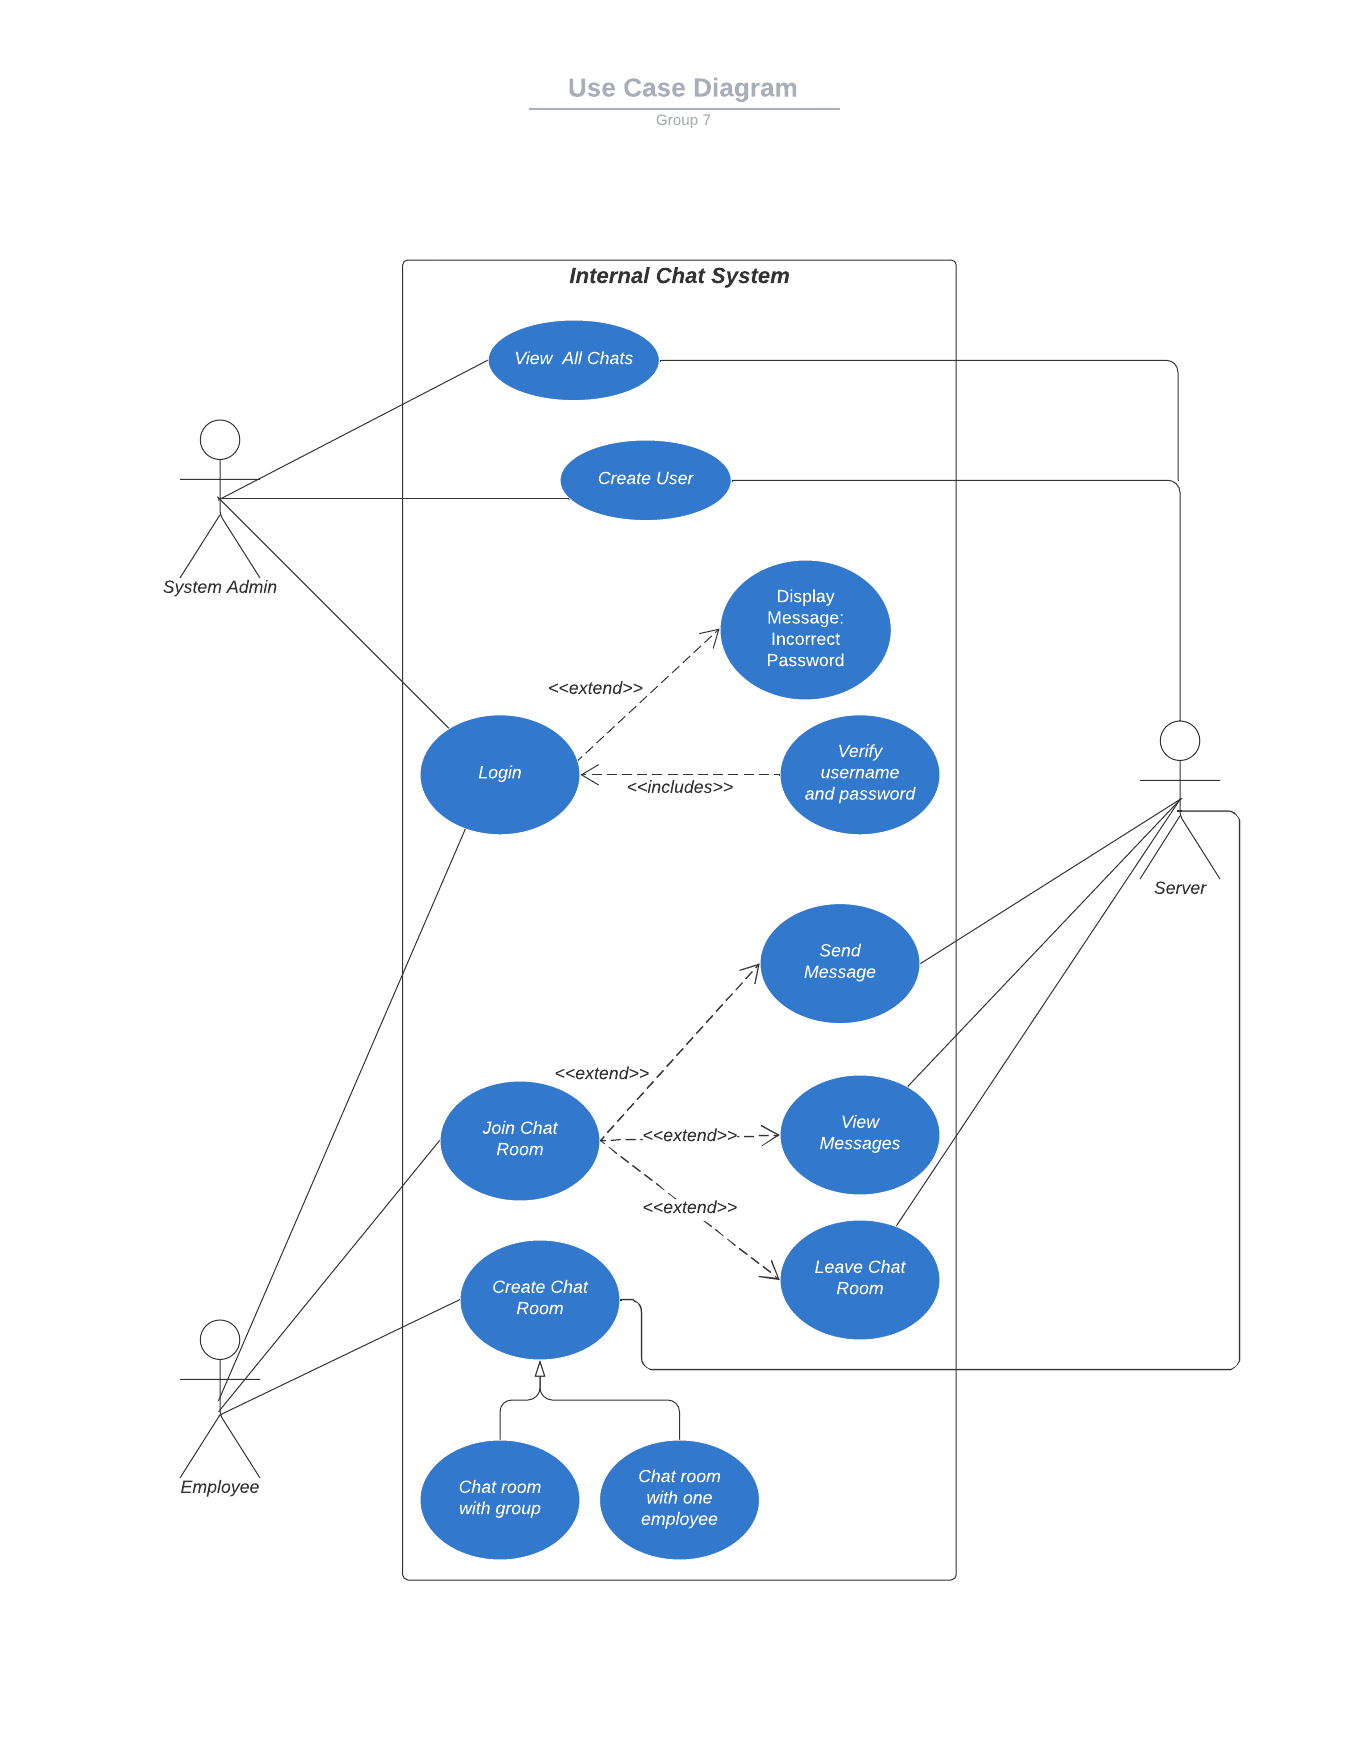 Use Case Diagram
Group 7
Internal Chat System
View  All Chats
Create User
System Admin
Display
Message:
Incorrect
Password
<<extend>>
Login
Verify
username
and password
<<includes>>
Server
Send
Message
<<extend>>
Join Chat
Room
<<extend>>
View
Messages
<<extend>>
Leave Chat
Room
Create Chat
Room
Employee
Chat room
with group
Chat room
with one
employee